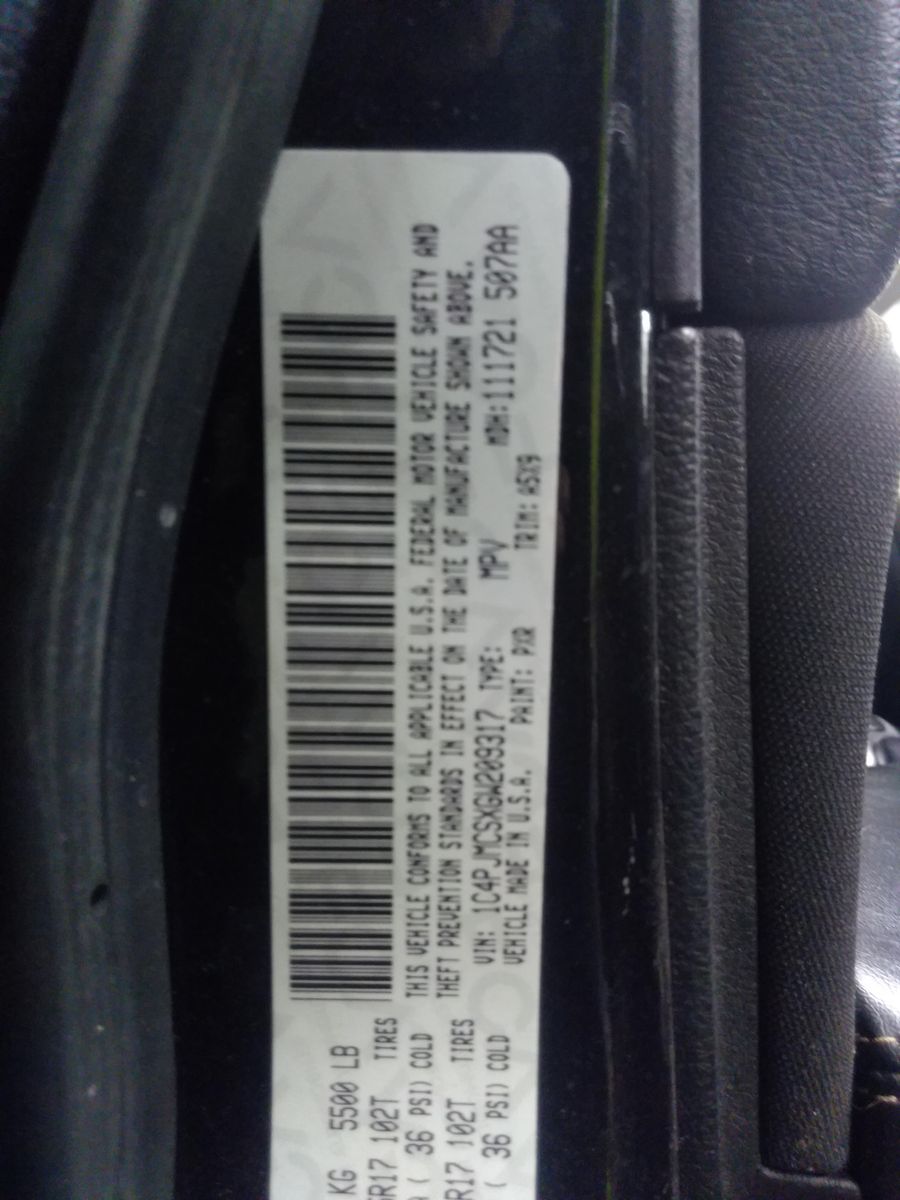 KG 5500 LB
R17 102T TIRES
( 36 PSI) COLD
R17 102T TIRES
( 36 PSI) COLD
THIS VEHICLE CONFORMS TO ALL APPLICABLE U.S.A. FEDERAL MOTOR VEHICLE SAFETY AND
THEFT PREVENTION STANDARDS IN EFFECT ON THE DATE OF MANUFACTURE SHOWN ABOVE.
VIN: 1C4PJMCSXGW209317 TYPE: MPV MDH:111721 507AA
VEHICLE MADE IN U.S.A. PAINT: PXR TRIM: A5X9